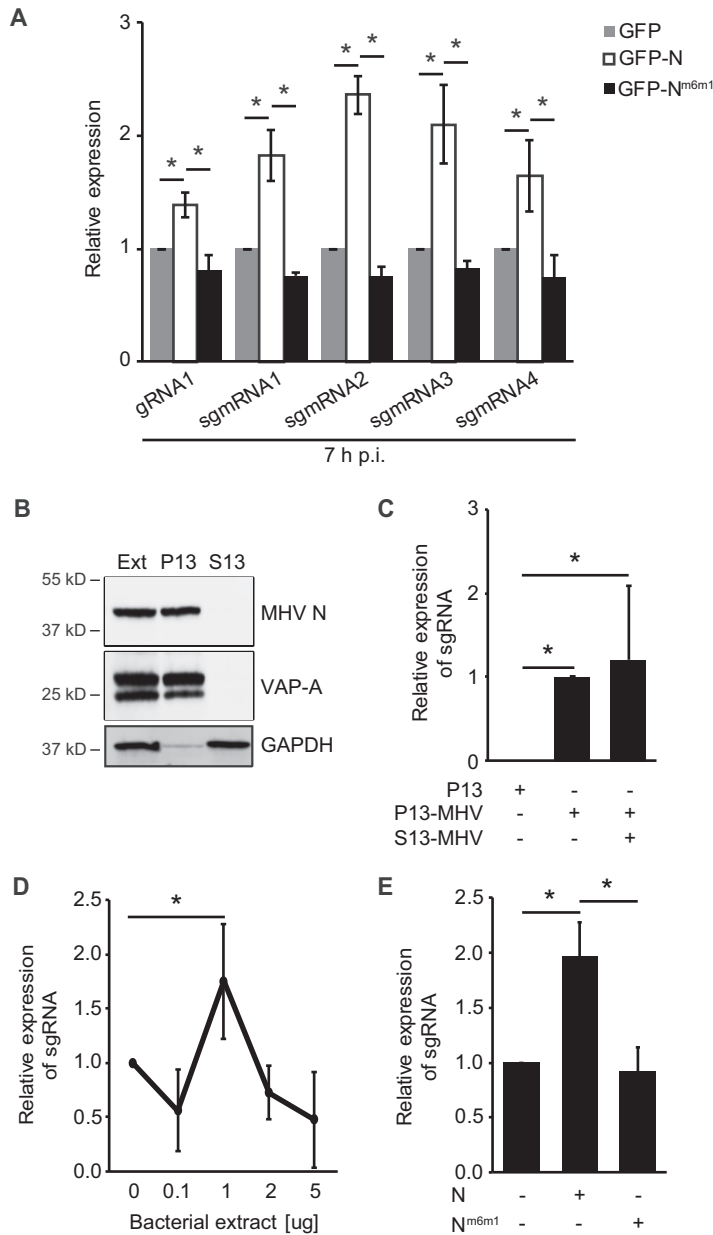 A
3
2
1
0
Relative expression
GFP
GFP-N
GFP-Nm6m1
* * * * * * * * * *
gRNA1 sgmRNA1 sgmRNA2 sgmRNA3 sgmRNA4
7 h p.i.
B
Ext P13 S13
55 kD
37 kD
MHV N
25 kD
VAP-A
37 kD
GAPDH
C
3
2
1
0
Relative expression
of sgRNA
*
*
P13 + - -
P13-MHV - + +
S13-MHV - - +
D
2.5
2.0
1.5
1.0
0.5
0.0
Relative expression
of sgRNA
*
0 0.1 1 2 5
Bacterial extract [ug]
E
2.5
2.0
1.5
1.0
0.5
0.0
Relative expression
of sgRNA
* *
N - + -
Nm6m1 - - +